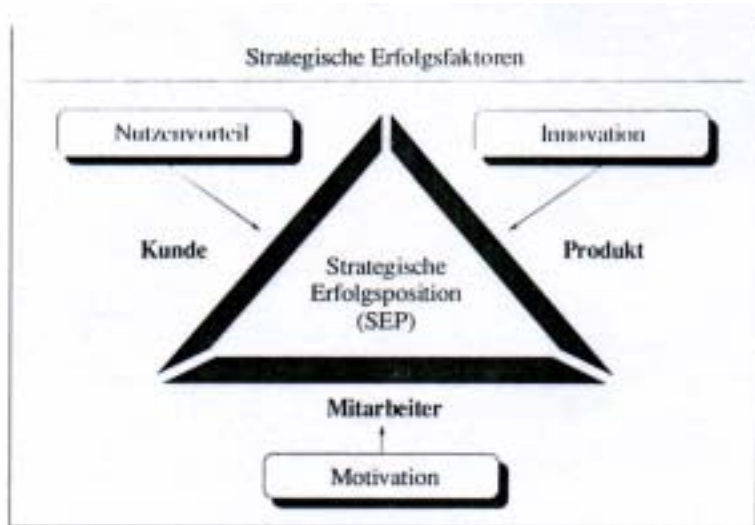 Strategische Erfolgsfaktoren
Nutzenvorteil
Innovation
Kunde
Produkt
Strategische
Erfolgsposition
(SEP)
Mitarbeiter
Motivation